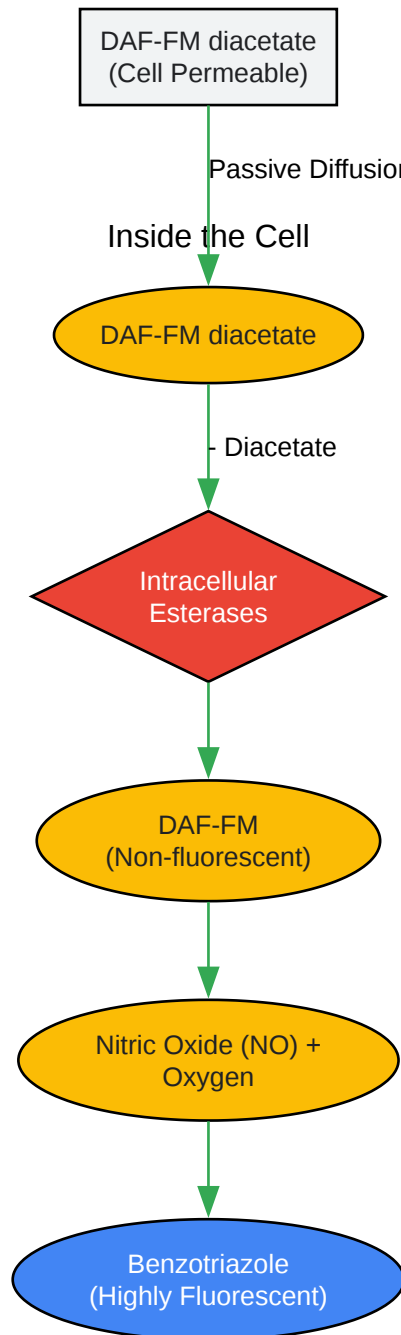 DAF-FM diacetate
(Cell Permeable)
Passive Diffusion
Inside the Cell
DAF-FM diacetate
- Diacetate
Intracellular
Esterases
DAF-FM
(Non-fluorescent)
Nitric Oxide (NO) +
Oxygen
Benzotriazole
(Highly Fluorescent)